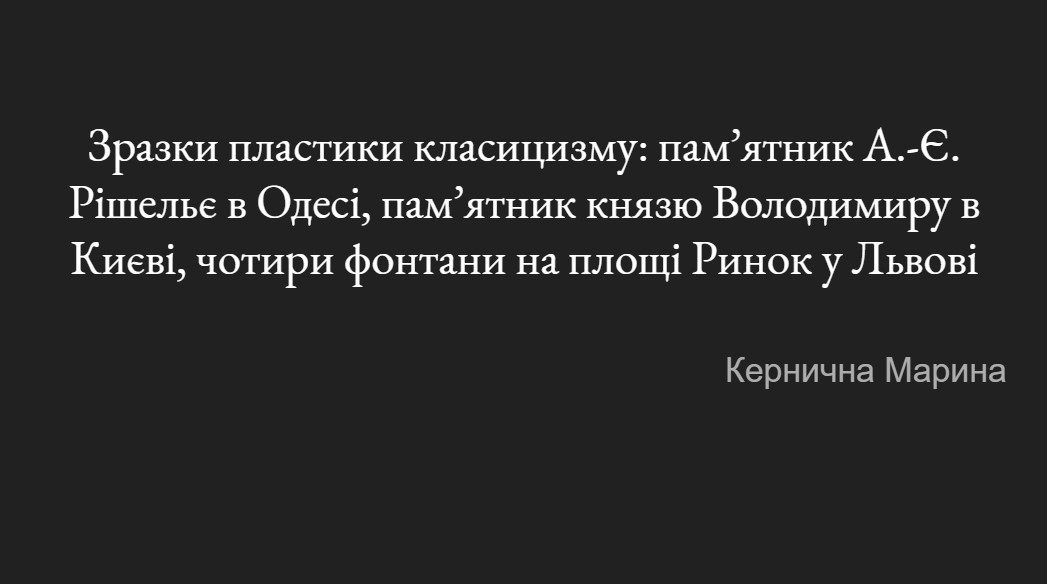 Зразки пластики класицизму: пам’ятник А.-Є.
Рішельє в Одесі, пам’ятник князю Володимиру в
Києві, чотири фонтани на площі Ринок у Львові
Кернична Марина